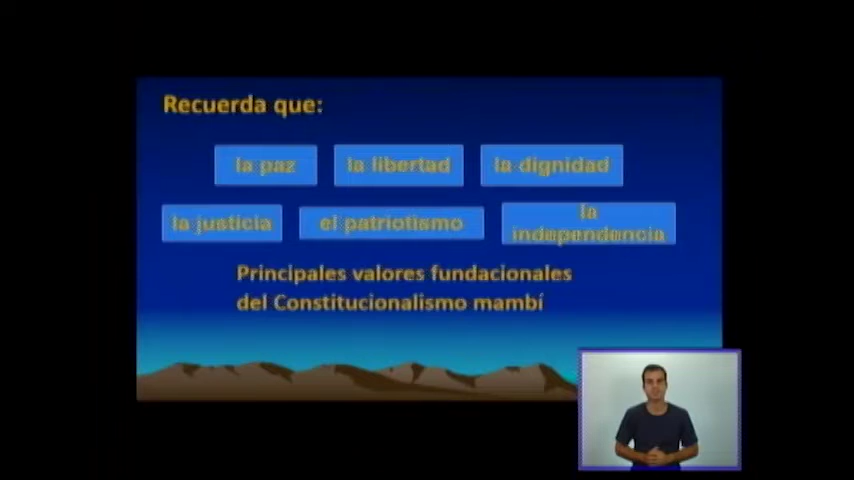 Recuerda que:
la paz
la libertad
la dignidad
la justicia
el patriotismo
la
independencia
Principales valores fundacionales
del Constitucionalismo mambí